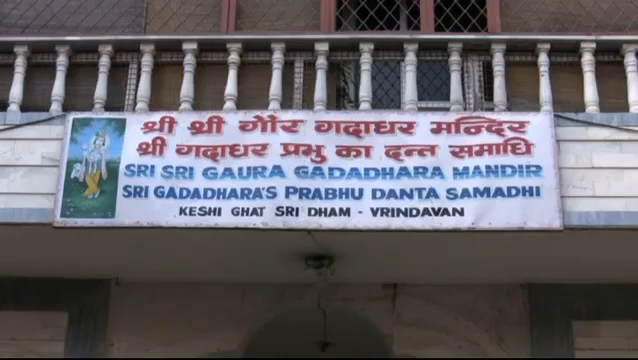 श्री श्री गौर गदाधर मन्दिर
श्री गदाधर प्रभु का दन्त समाधि
SRI SRI GAURA GADADHARA MANDIR
SRI GADADHARA'S PRABHU DANTA SAMADHI
KESHI GHAT SRI DHAM - VRINDAVAN